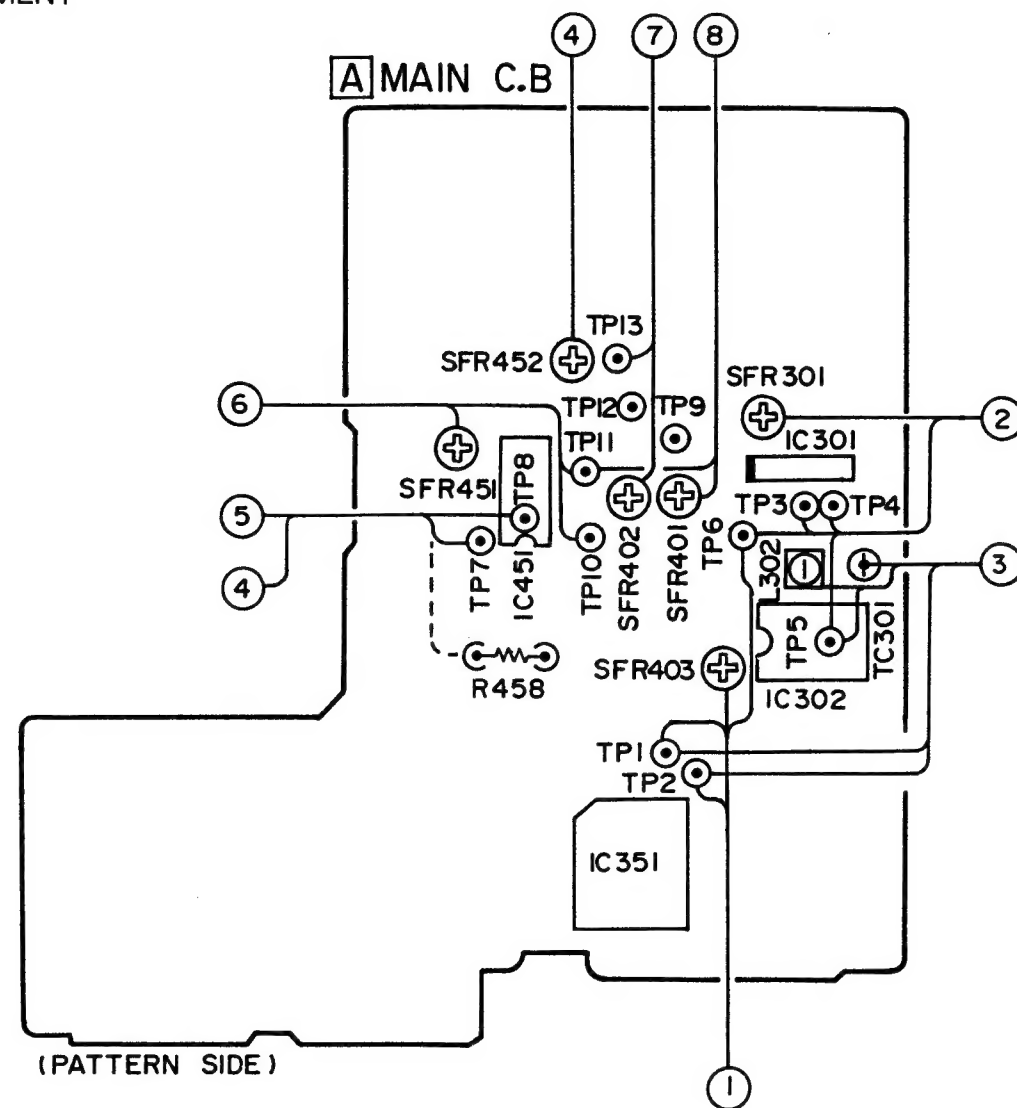 4 7 8
A MAIN C.B
TP13
SFR452
SFR301
6
TP12 TP9
2
TP11
IC301
SFR451
TP8
5
TP3 TP4
TP7
IC451
TP10
SFR402
SFR401
TP6
L302
1
3
4
TP5
TC301
R458
SFR403
IC302
TP1
TP2
IC351
(PATTERN SIDE)
1